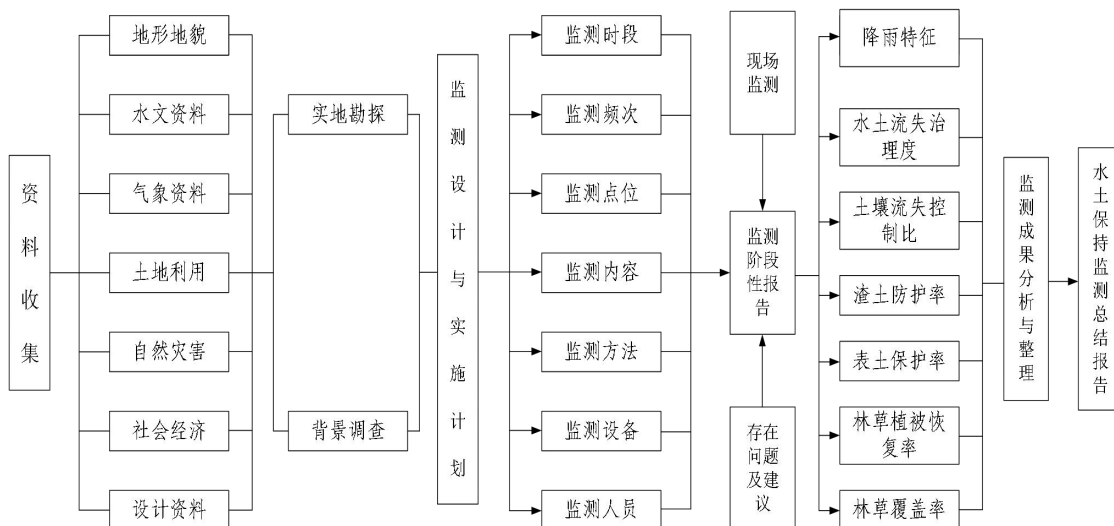 资料收集
地形地貌
水文资料
气象资料
土地利用
自然灾害
社会经济
设计资料
实地勘探
背景调查
监测设计与实施计划
监测时段
监测频次
监测点位
监测内容
监测方法
监测设备
监测人员
现场
监测
监测
阶段
性报
告
存在
问题
及建
议
降雨特征
水土流失治
理度
土壤流失控
制比
渣土防护率
表土保护率
林草植被恢
复率
林草覆盖率
监测成果分析与整理
水土保持监测总结报告